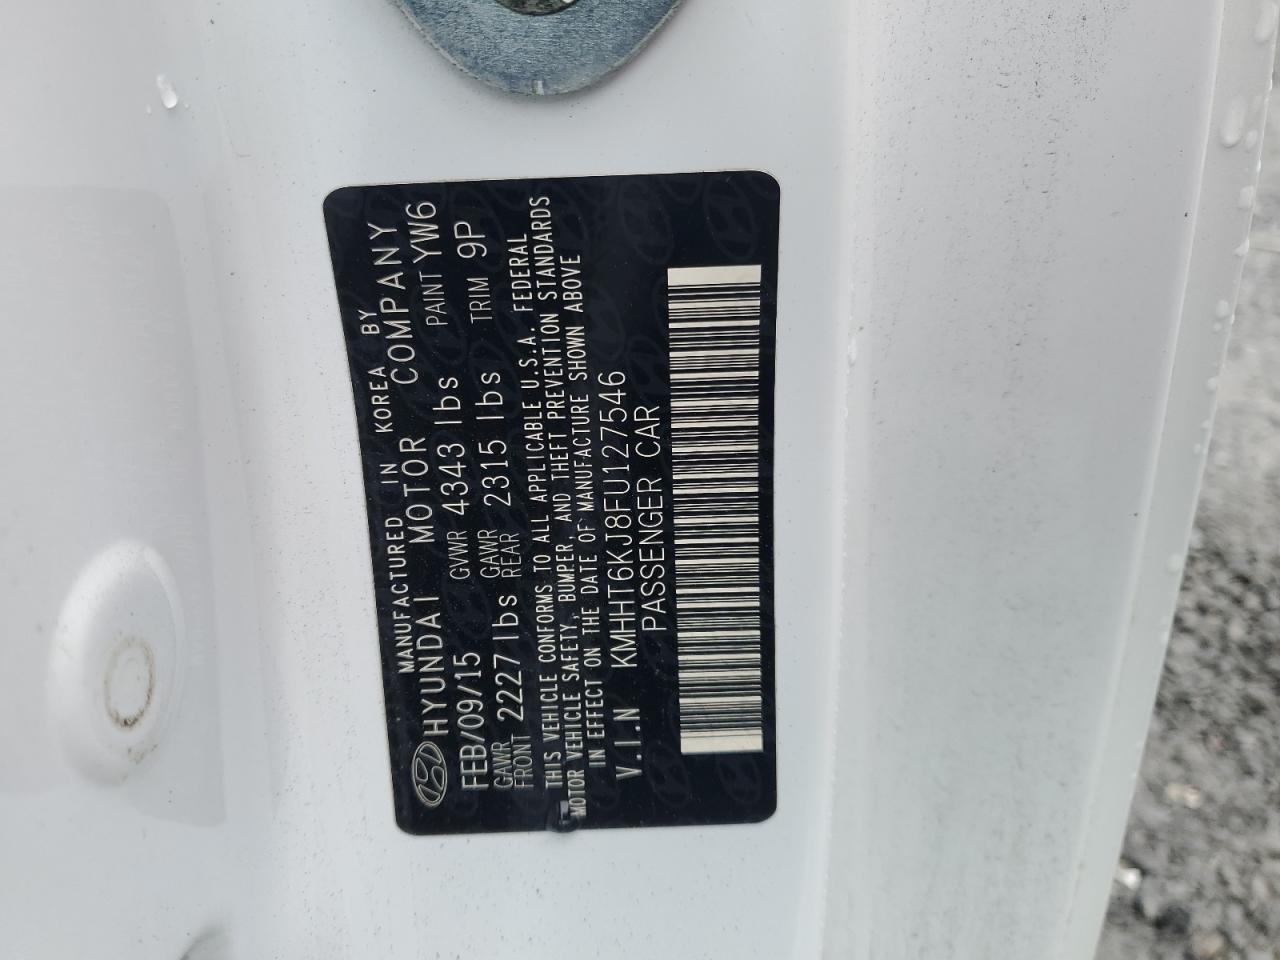 MANUFACTURED IN KOREA BY
HYUNDAI MOTOR COMPANY
FEB/09/15 GVWR 4343 lbs PAINT YW6
GAWR FRONT 2227 lbs GAWR REAR 2315 lbs TRIM 9P
THIS VEHICLE CONFORMS TO ALL APPLICABLE U.S.A. FEDERAL
MOTOR VEHICLE SAFETY, BUMPER, AND THEFT PREVENTION STANDARDS
IN EFFECT ON THE DATE OF MANUFACTURE SHOWN ABOVE
V.I.N KMHHT6KJ8FU127546
PASSENGER CAR